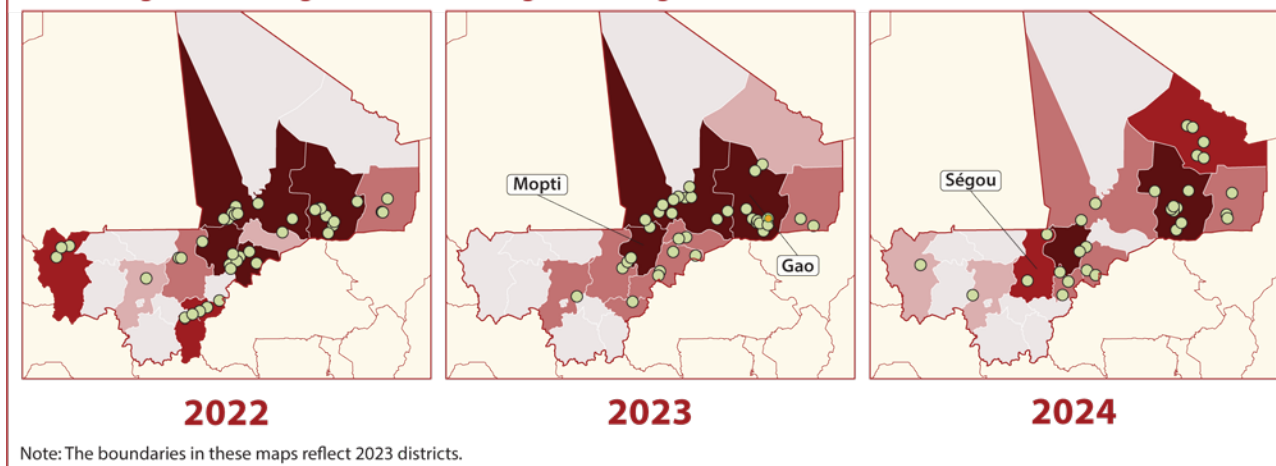 Mopti
Gao
Ségou
2022
2023
2024
Note: The boundaries in these maps reflect 2023 districts.